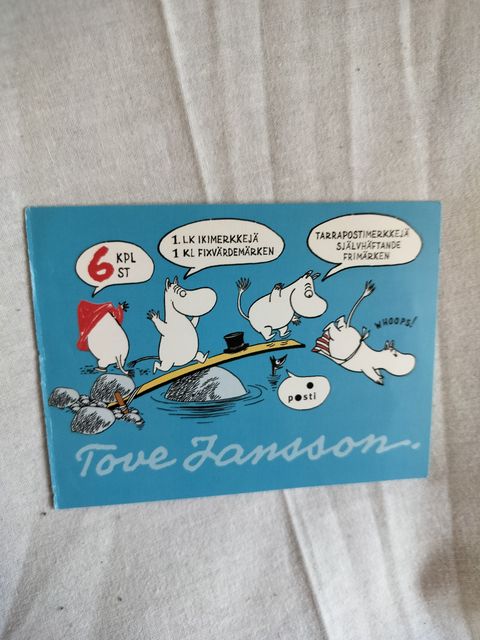 6 KPL
ST
1. LK IKIMERKKEJÄ
1 KL FIXVÄRDEMÄRKEN
TARRAPOSTIMERKKEJÄ
SJÄLVHÄFTANDE
FRIMÄRKEN
WHOOPS!
posti
Tove Jansson.